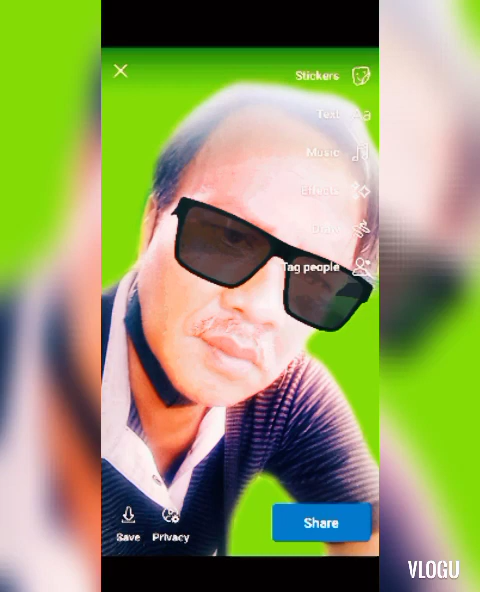 Stickers
Text
Music
Effects
Draw
Tag people
Save
Privacy
Share
VLOGU